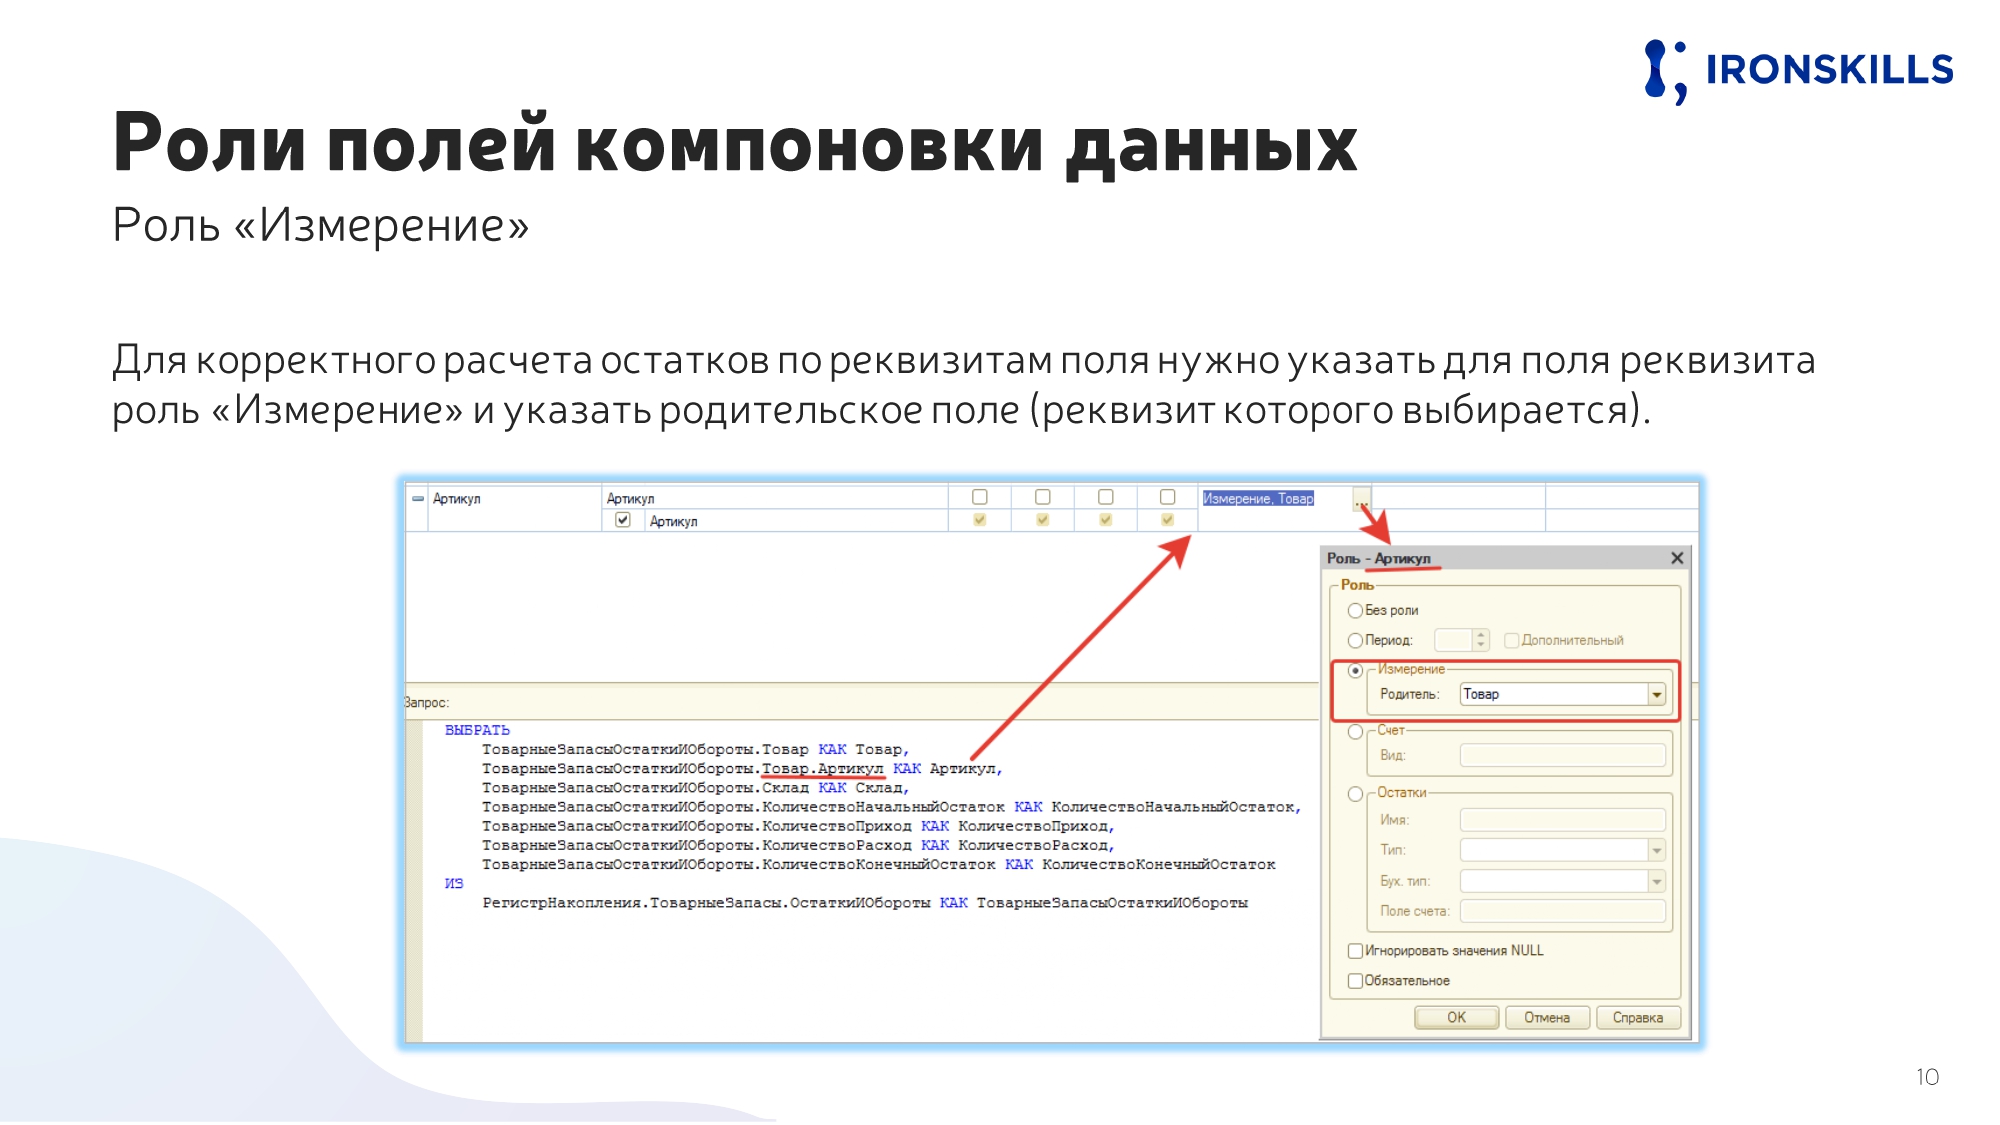 IRONSKILLS
Роли полей компоновки данных
Роль «Измерение»
Для корректного расчета остатков по реквизитам поля нужно указать для поля реквизита
роль «Измерение» и указать родительское поле (реквизит которого выбирается).
Артикул Артикул Измерение, Товар ...
Артикул
Роль - Артикул
Роль
Без роли
Период: Дополнительный
Измерение
Родитель: Товар
Счет
Вид:
Остатки
Имя:
Тип:
Бух. тип:
Поле счета:
Игнорировать значения NULL
Обязательное
OK Отмена Справка
Запрос:
ВЫБРАТЬ
ТоварныеЗапасыОстаткиИОбороты.Товар КАК Товар,
ТоварныеЗапасыОстаткиИОбороты.Товар.Артикул КАК Артикул,
ТоварныеЗапасыОстаткиИОбороты.Склад КАК Склад,
ТоварныеЗапасыОстаткиИОбороты.КоличествоНачальныйОстаток КАК КоличествоНачальныйОстаток,
ТоварныеЗапасыОстаткиИОбороты.КоличествоПриход КАК КоличествоПриход,
ТоварныеЗапасыОстаткиИОбороты.КоличествоРасход КАК КоличествоРасход,
ТоварныеЗапасыОстаткиИОбороты.КоличествоКонечныйОстаток КАК КоличествоКонечныйОстаток
ИЗ
РегистрНакопления.ТоварныеЗапасы.ОстаткиИОбороты КАК ТоварныеЗапасыОстаткиИОбороты
10